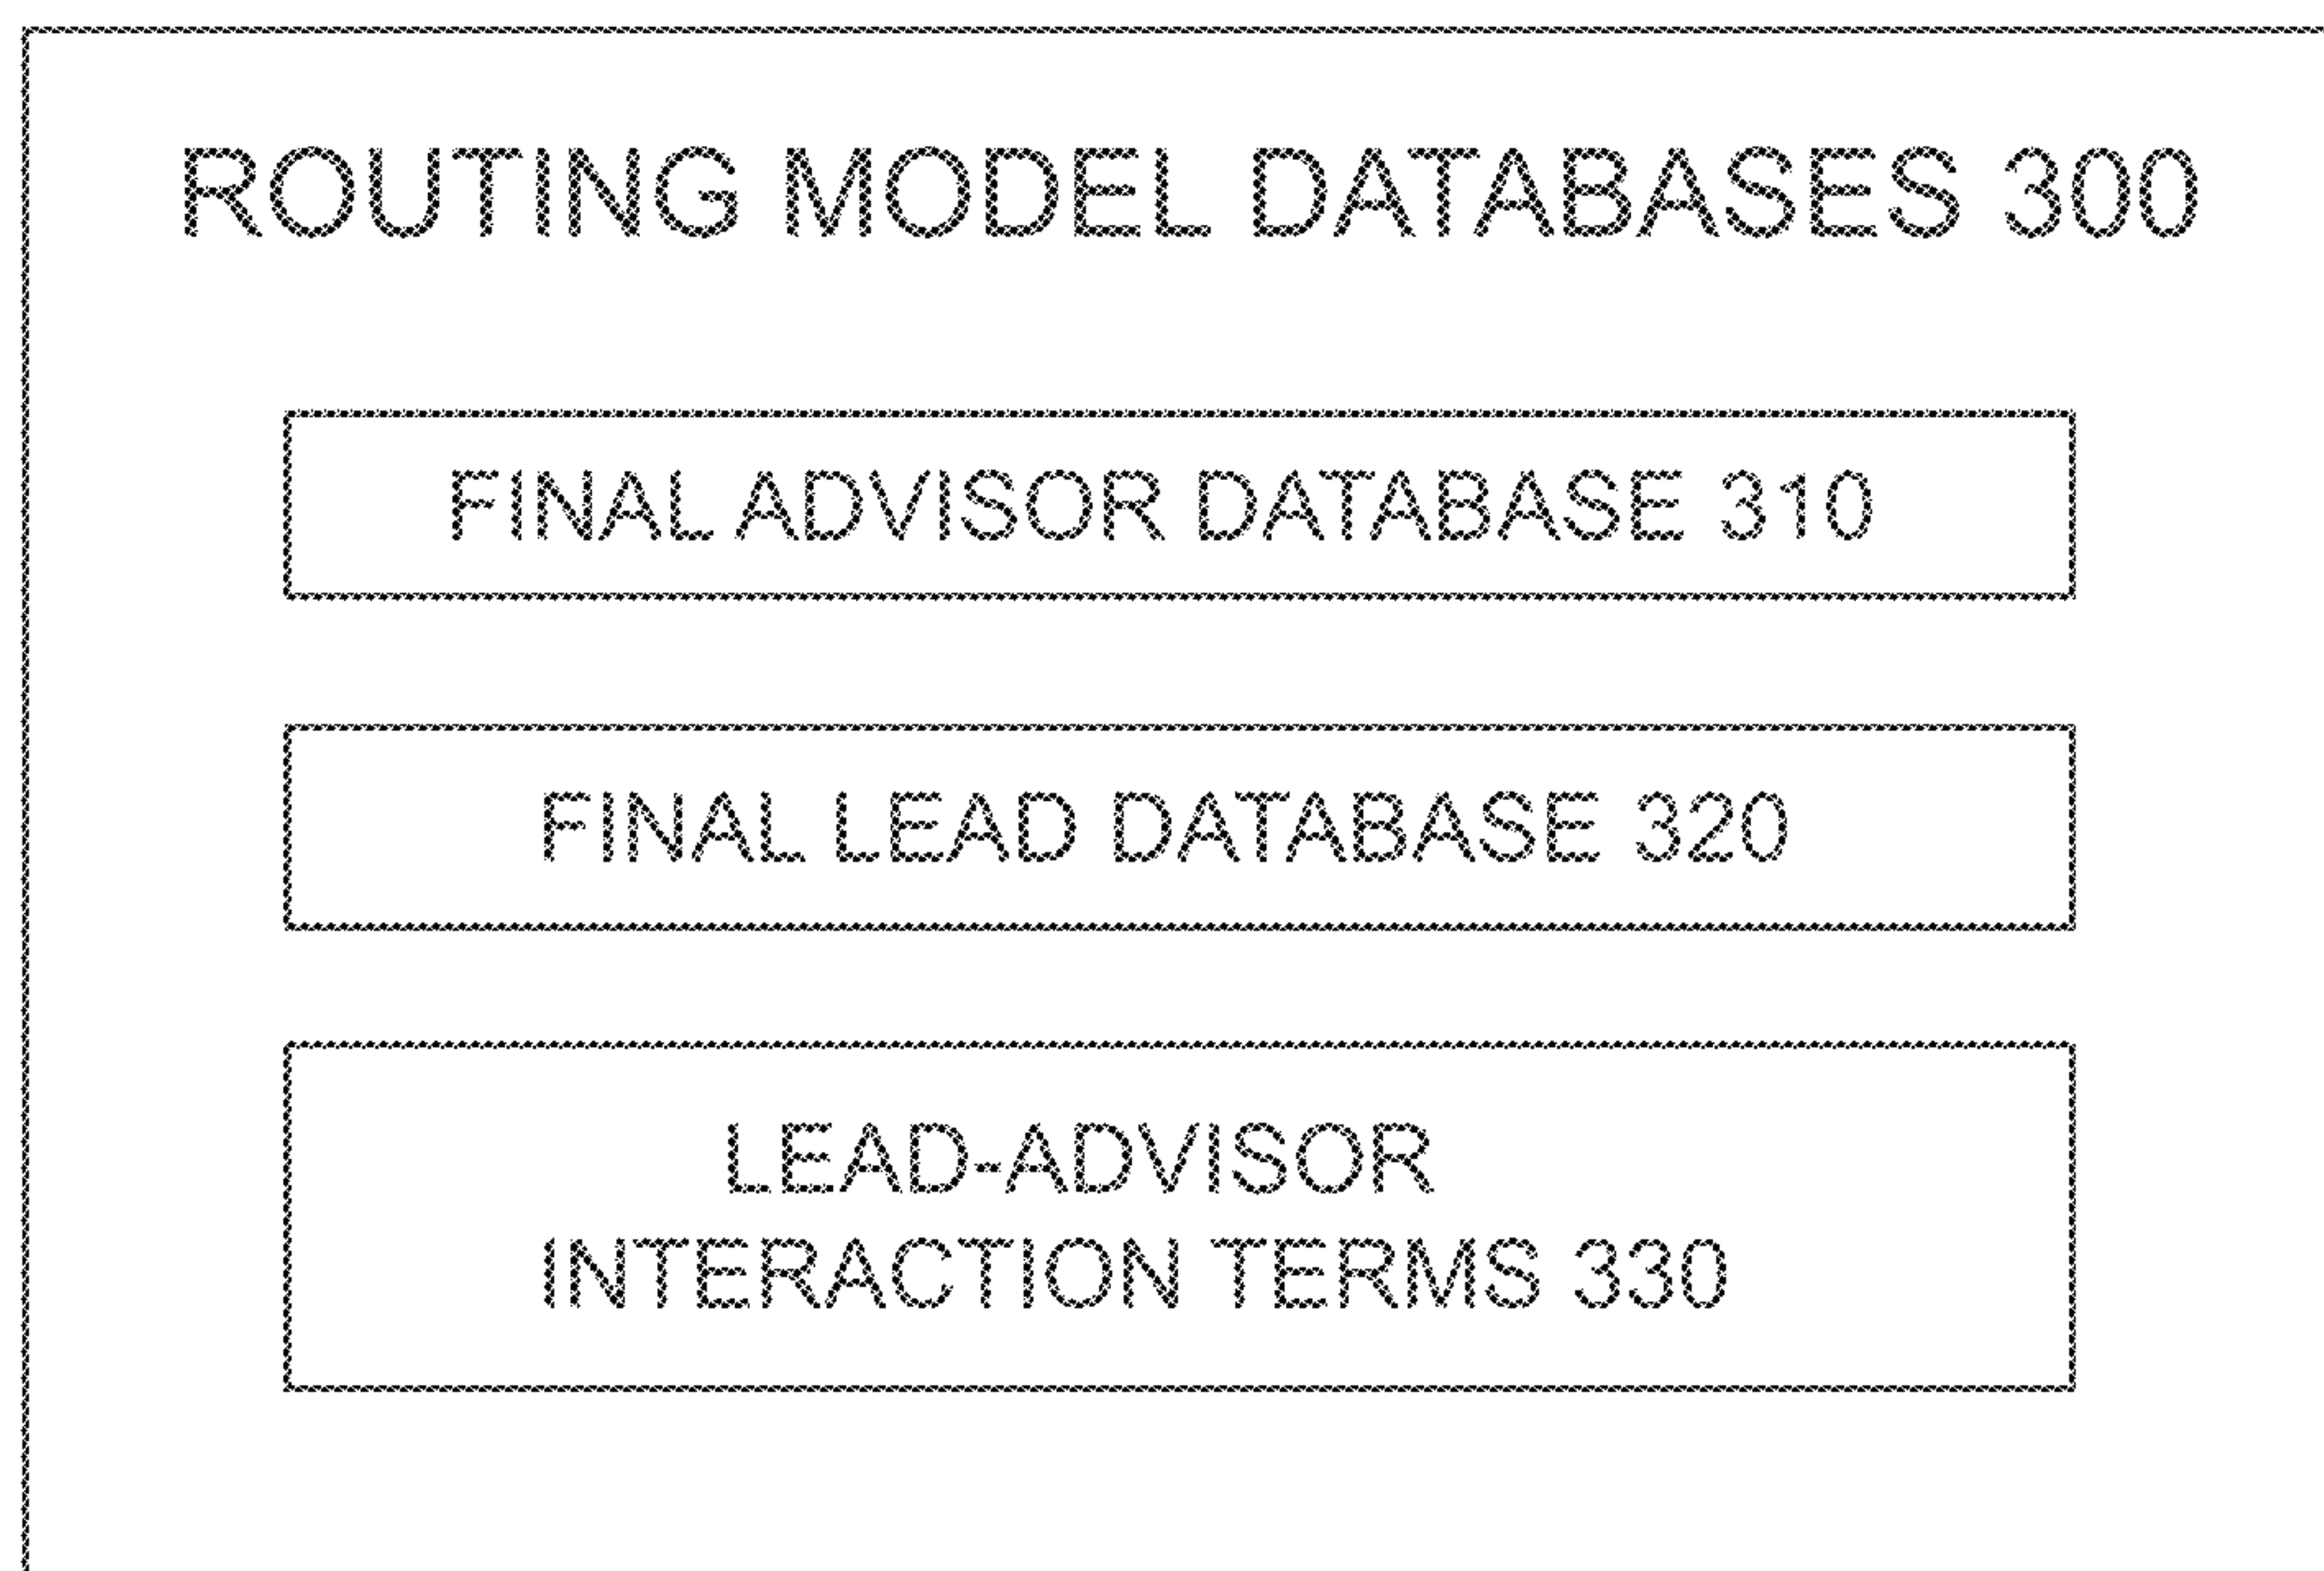 ROUTING MODEL DATABASES 300
FINAL ADVISOR DATABASE 310
FINAL LEAD DATABASE 320
LEAD-ADVISOR
INTERACTION TERMS 330